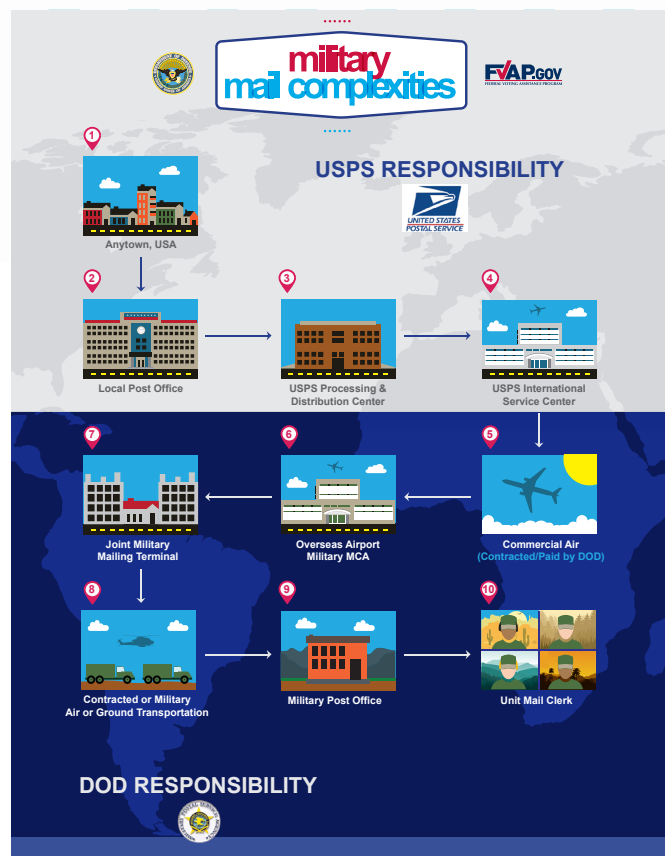 military
mail complexities
FVAP.GOV
FEDERAL VOTING ASSISTANCE PROGRAM
1
USPS RESPONSIBILITY
UNITED STATES
POSTAL SERVICE
Anytown, USA
2
3
4
Local Post Office
USPS Processing &
Distribution Center
USPS International
Service Center
7
6
5
Joint Military
Mailing Terminal
Overseas Airport
Military MCA
Commercial Air
(Contracted/Paid by DOD)
8
9
10
Contracted or Military
Air or Ground Transportation
Military Post Office
Unit Mail Clerk
DOD RESPONSIBILITY